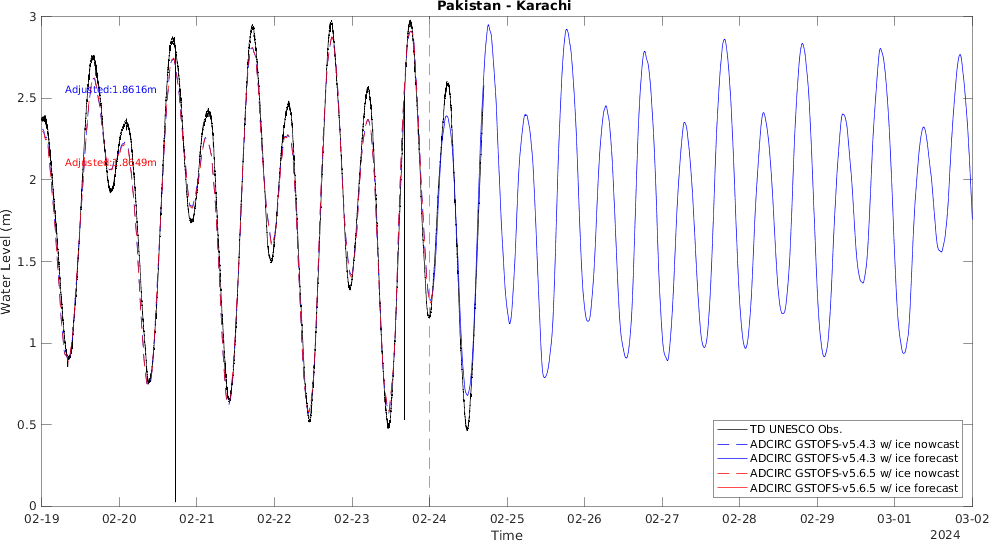 Pakistan - Karachi
3
2.5
2
1.5
1
0.5
0
Water Level (m)
Adjusted:1.8616m
Adjusted:1.8649m
TD UNESCO Obs.
ADCIRC GSTOFS-v5.4.3 w/ ice nowcast
ADCIRC GSTOFS-v5.4.3 w/ ice forecast
ADCIRC GSTOFS-v5.6.5 w/ ice nowcast
ADCIRC GSTOFS-v5.6.5 w/ ice forecast
02-19 02-20 02-21 02-22 02-23 02-24 02-25 02-26 02-27 02-28 02-29 03-01 03-02
Time
2024